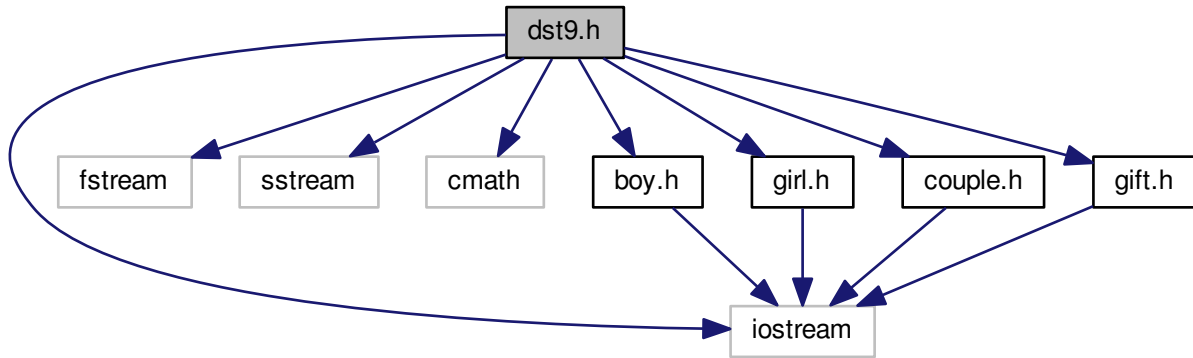 dst9.h
fstream
sstream
cmath
boy.h
girl.h
couple.h
gift.h
iostream